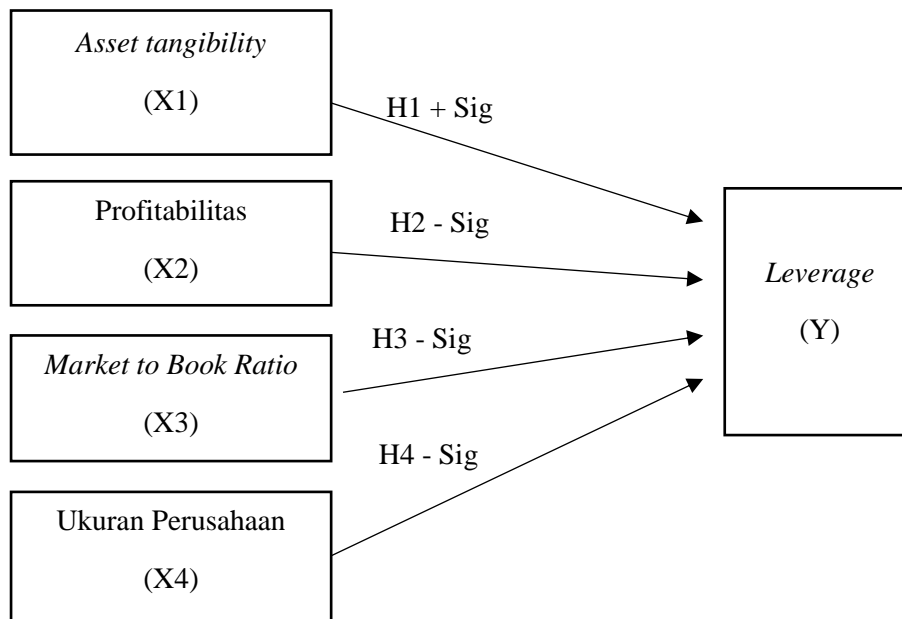 Asset tangibility
(X1)
H1 + Sig
Profitabilitas
(X2)
H2 - Sig
Leverage
(Y)
Market to Book Ratio
(X3)
H3 - Sig
H4 - Sig
Ukuran Perusahaan
(X4)